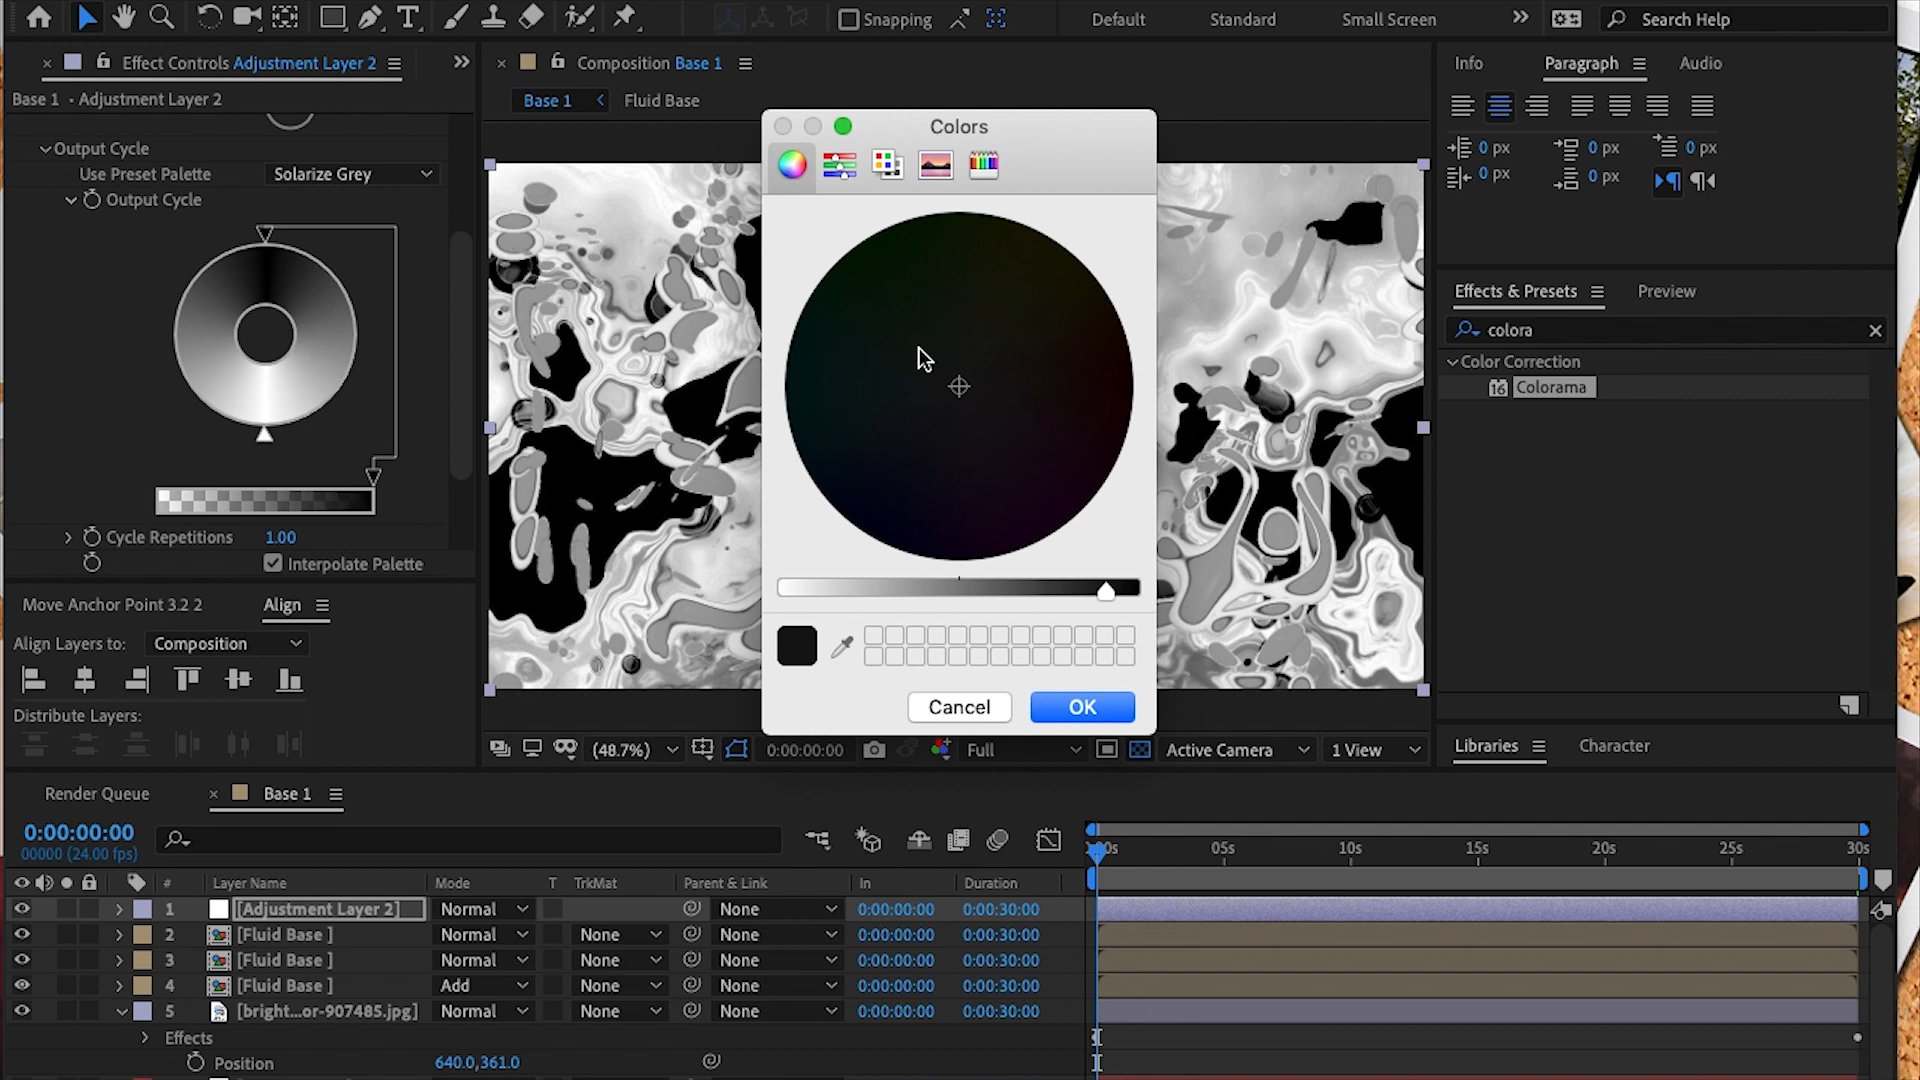 Snapping
Default
Standard
Small Screen
Search Help
Effect Controls Adjustment Layer 2
Composition Base 1
Info
Paragraph
Audio
Base 1 • Adjustment Layer 2
Base 1
Fluid Base
Colors
Output Cycle
0 px
0 px
0 px
Use Preset Palette
Solarize Grey
0 px
0 px
Output Cycle
Effects & Presets
Preview
colora
Color Correction
16
Colorama
Cycle Repetitions
1.00
Interpolate Palette
Move Anchor Point 3.2 2
Align
Align Layers to:
Composition
Distribute Layers:
Cancel
OK
(48.7%)
0:00:00:00
Full
Active Camera
1 View
Libraries
Character
Render Queue
Base 1
0:00:00:00
00000 (24.00 fps)
05s
10s
15s
20s
25s
30s
#
Layer Name
Mode
T
TrkMat
Parent & Link
In
Duration
1
[Adjustment Layer 2]
Normal
None
0:00:00:00
0:00:30:00
2
[Fluid Base ]
Normal
None
None
0:00:00:00
0:00:30:00
3
[Fluid Base ]
Normal
None
None
0:00:00:00
0:00:30:00
4
[Fluid Base ]
Add
None
None
0:00:00:00
0:00:30:00
5
[bright...or-907485.jpg]
Normal
None
None
0:00:00:00
0:00:30:00
Effects
Position
640.0,361.0